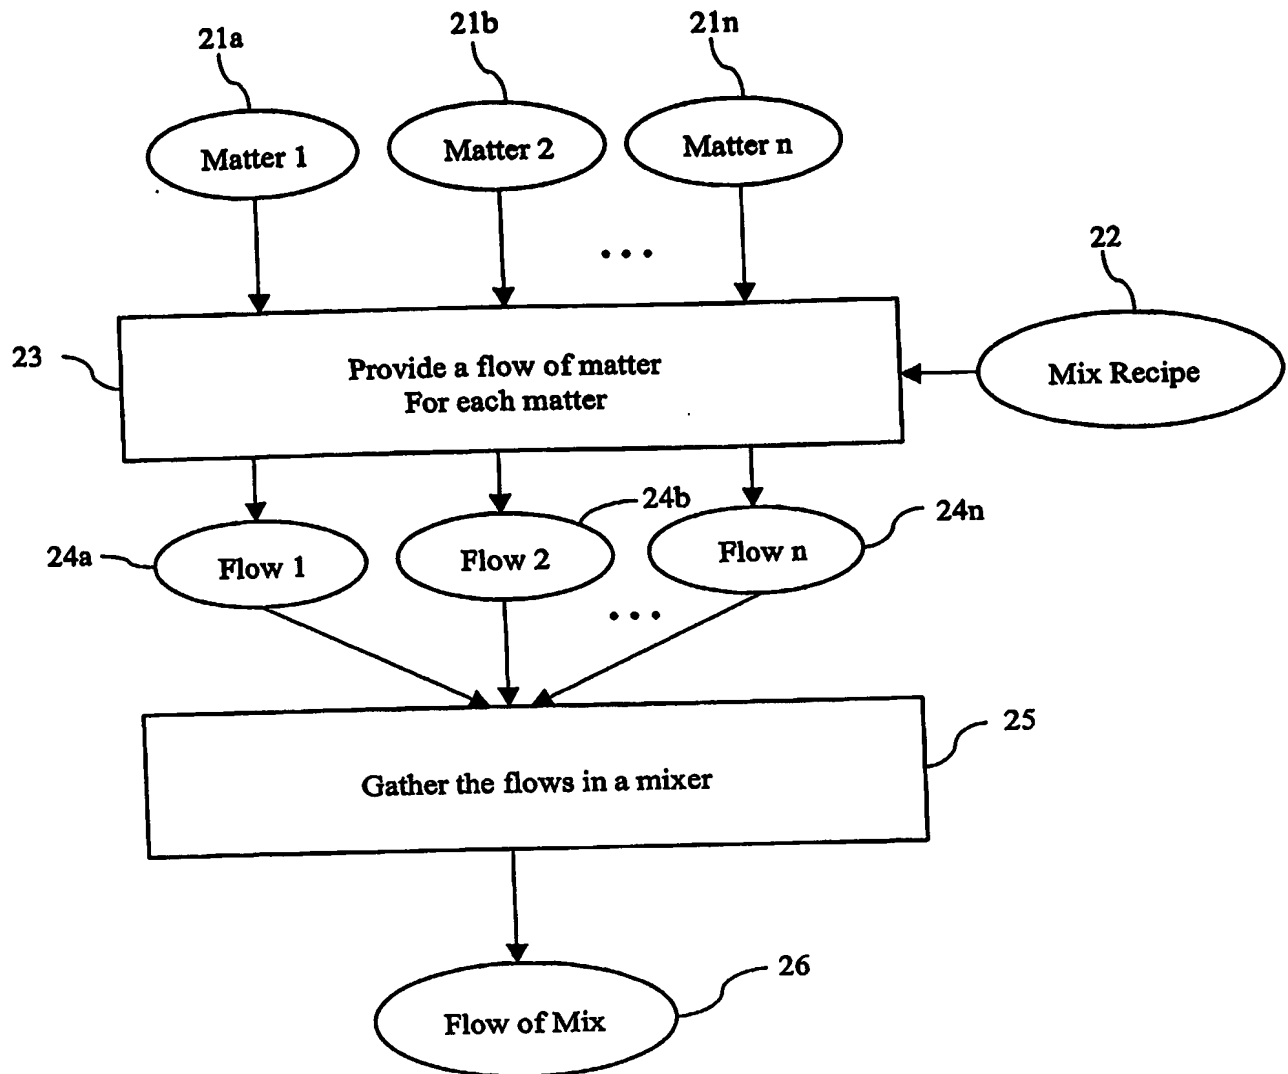 21a
21b
21n
Matter 1
Matter 2
Matter n
...
22
23
Provide a flow of matter
For each matter
Mix Recipe
24a
24b
24n
Flow 1
Flow 2
Flow n
...
25
Gather the flows in a mixer
26
Flow of Mix